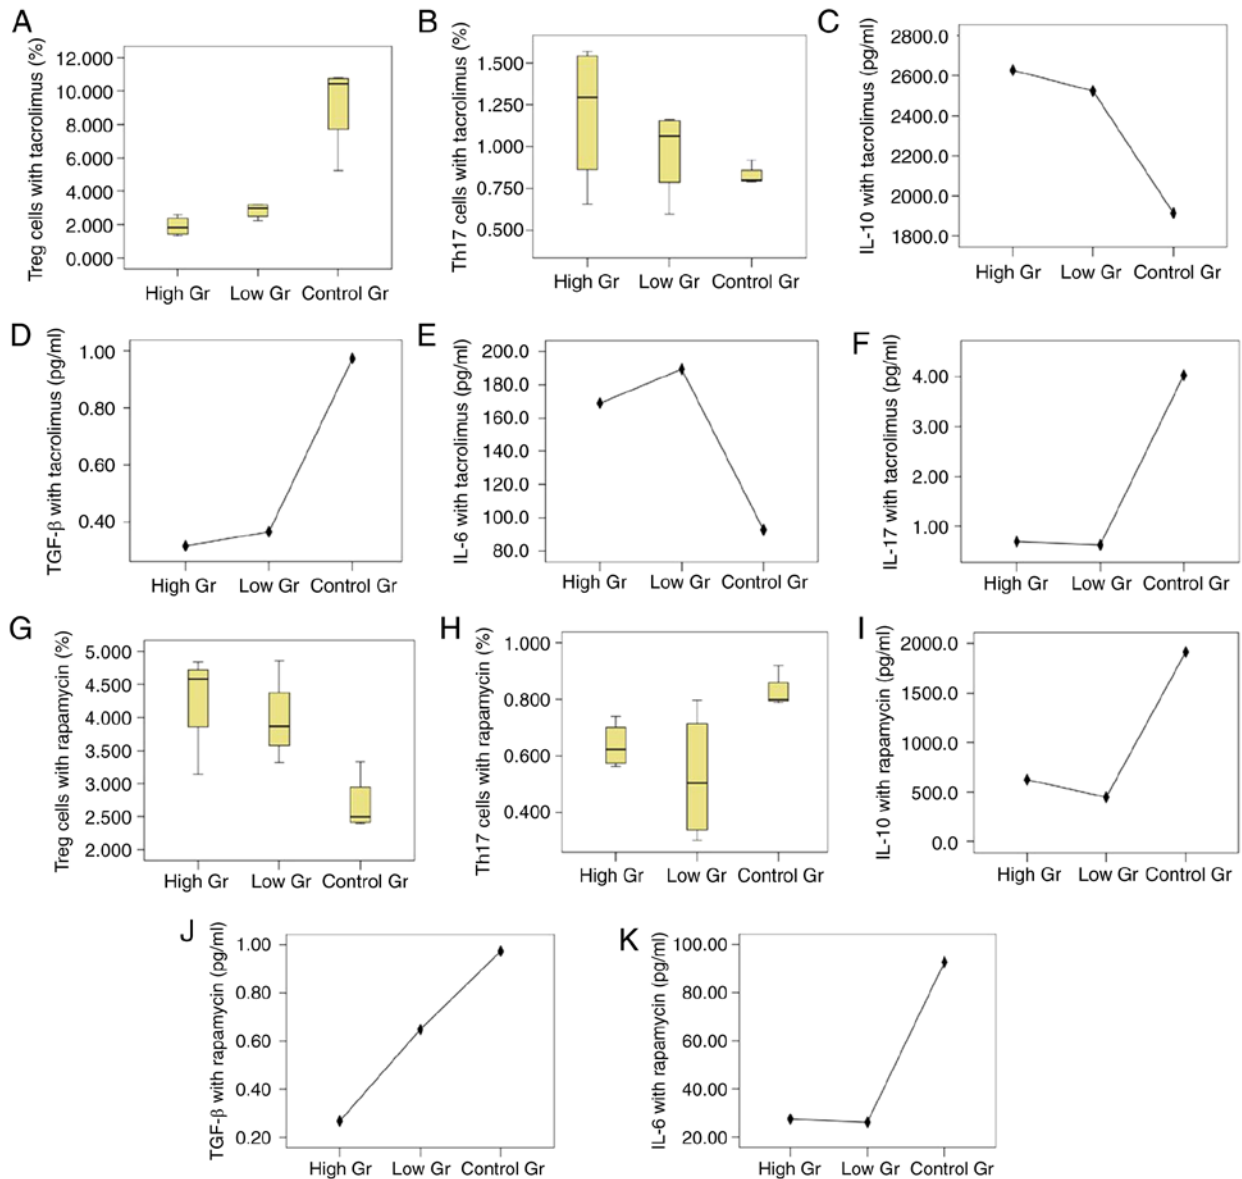 A
Treg cells with tacrolimus (%)
12.000
10.000
8.000
6.000
4.000
2.000
0.000
High Gr Low Gr Control Gr
B
Th17 cells with tacrolimus (%)
1.500
1.250
1.000
0.750
0.500
High Gr Low Gr Control Gr
C
IL-10 with tacrolimus (pg/ml)
2800.0
2600.0
2400.0
2200.0
2000.0
1800.0
High Gr Low Gr Control Gr
D
TGF-β with tacrolimus (pg/ml)
1.00
0.80
0.60
0.40
High Gr Low Gr Control Gr
E
IL-6 with tacrolimus (pg/ml)
200.0
180.0
160.0
140.0
120.0
100.0
80.0
High Gr Low Gr Control Gr
F
IL-17 with tacrolimus (pg/ml)
4.00
3.00
2.00
1.00
High Gr Low Gr Control Gr
G
Treg cells with rapamycin (%)
5.000
4.500
4.000
3.500
3.000
2.500
2.000
High Gr Low Gr Control Gr
H
Th17 cells with rapamycin (%)
1.000
0.800
0.600
0.400
High Gr Low Gr Control Gr
I
IL-10 with rapamycin (pg/ml)
2000.0
1500.0
1000.0
500.0
0.0
High Gr Low Gr Control Gr
J
TGF-β with rapamycin (pg/ml)
1.00
0.80
0.60
0.40
0.20
High Gr Low Gr Control Gr
K
IL-6 with rapamycin (pg/ml)
100.00
80.00
60.00
40.00
20.00
High Gr Low Gr Control Gr